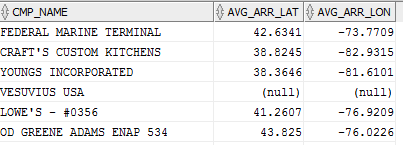 CMP_NAME AVG_ARR_LAT AVG_ARR_LON
FEDERAL MARINE TERMINAL 42.6341 -73.7709
CRAFT'S CUSTOM KITCHENS 38.8245 -82.9315
YOUNGS INCORPORATED 38.3646 -81.6101
VESUVIUS USA (null) (null)
LOWE'S - #0356 41.2607 -76.9209
OD GREENE ADAMS ENAP 534 43.825 -76.0226